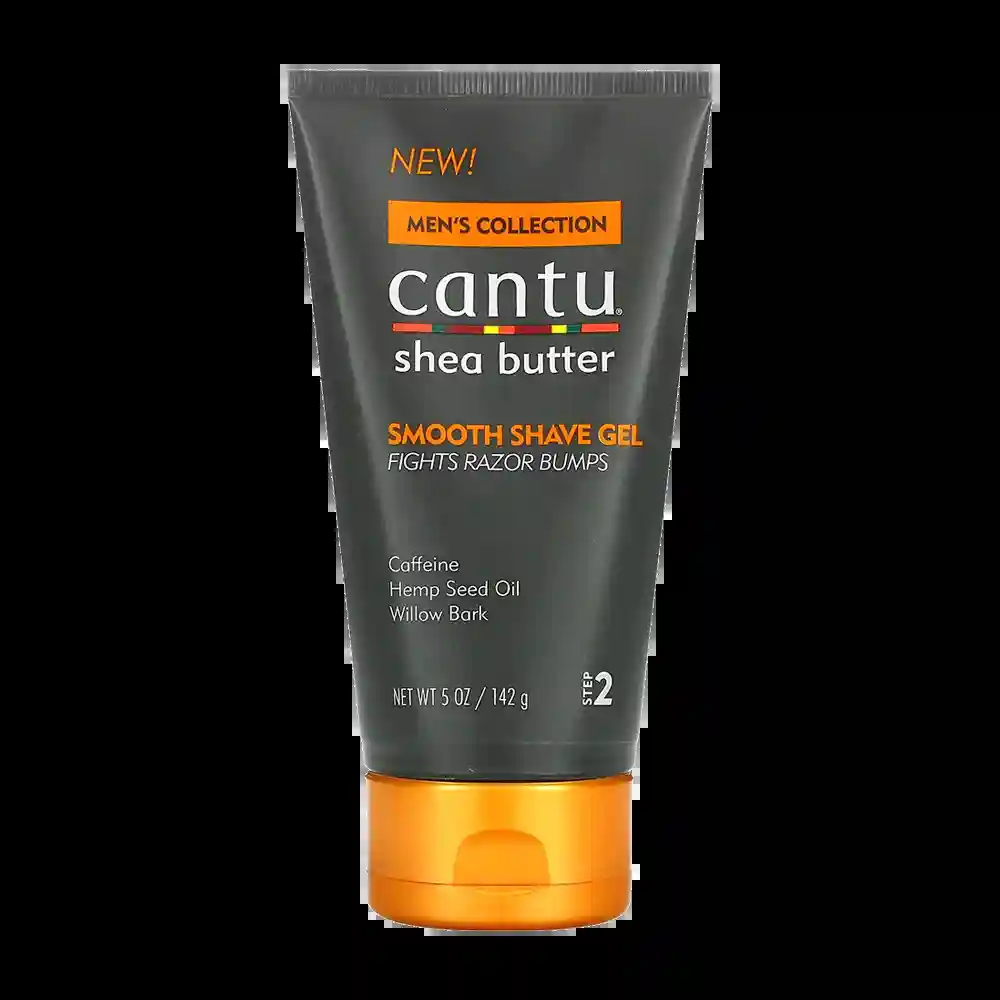 NEW!
MEN'S COLLECTION
cantu®
shea butter
SMOOTH SHAVE GEL
FIGHTS RAZOR BUMPS
Caffeine
Hemp Seed Oil
Willow Bark
NET WT 5 OZ / 142 g
STEP 2